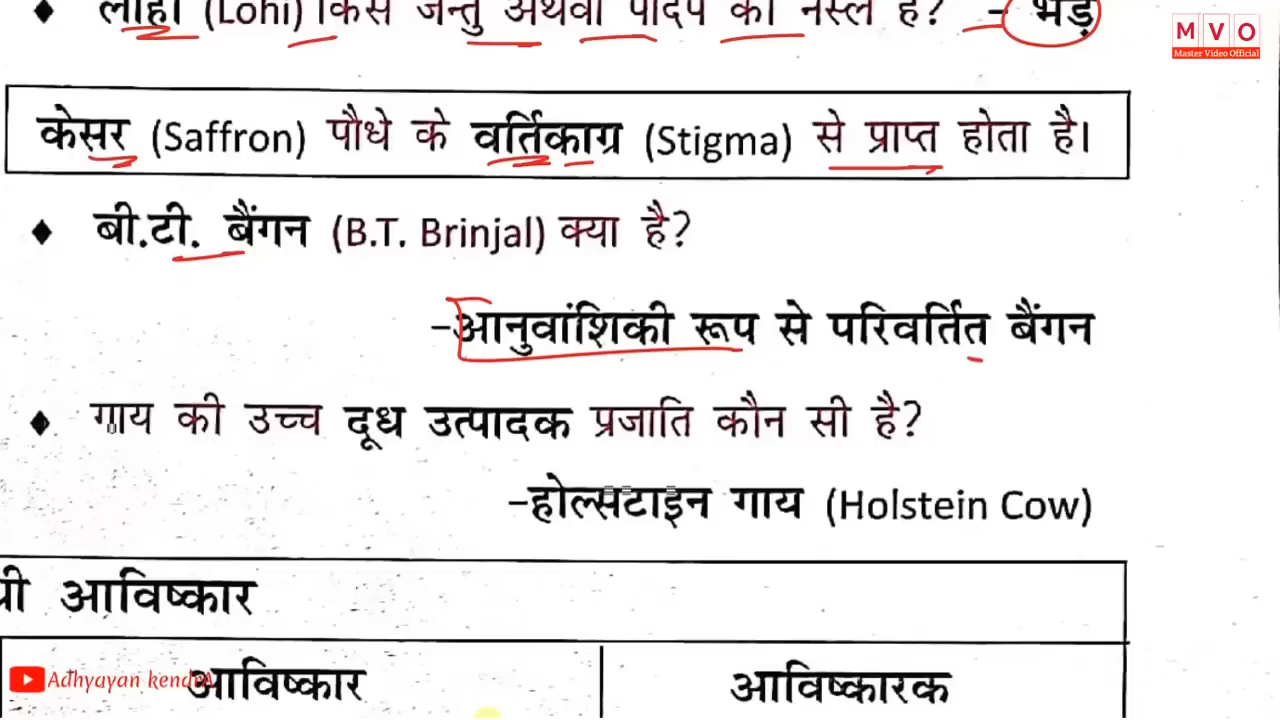 लोही (Lohi) किस जन्तु अथवा पादप की नस्ल है? - भेड़
M V O
Master Video Official
केसर (Saffron) पौधे के वर्तिकाग्र (Stigma) से प्राप्त होता है।
बी.टी. बैंगन (B.T. Brinjal) क्या है?
-आनुवांशिकी रूप से परिवर्तित बैंगन
गाय की उच्च दूध उत्पादक प्रजाति कौन सी है?
-होल्सटाइन गाय (Holstein Cow)
आविष्कार
आविष्कार आविष्कारक
Adhyayan kendra